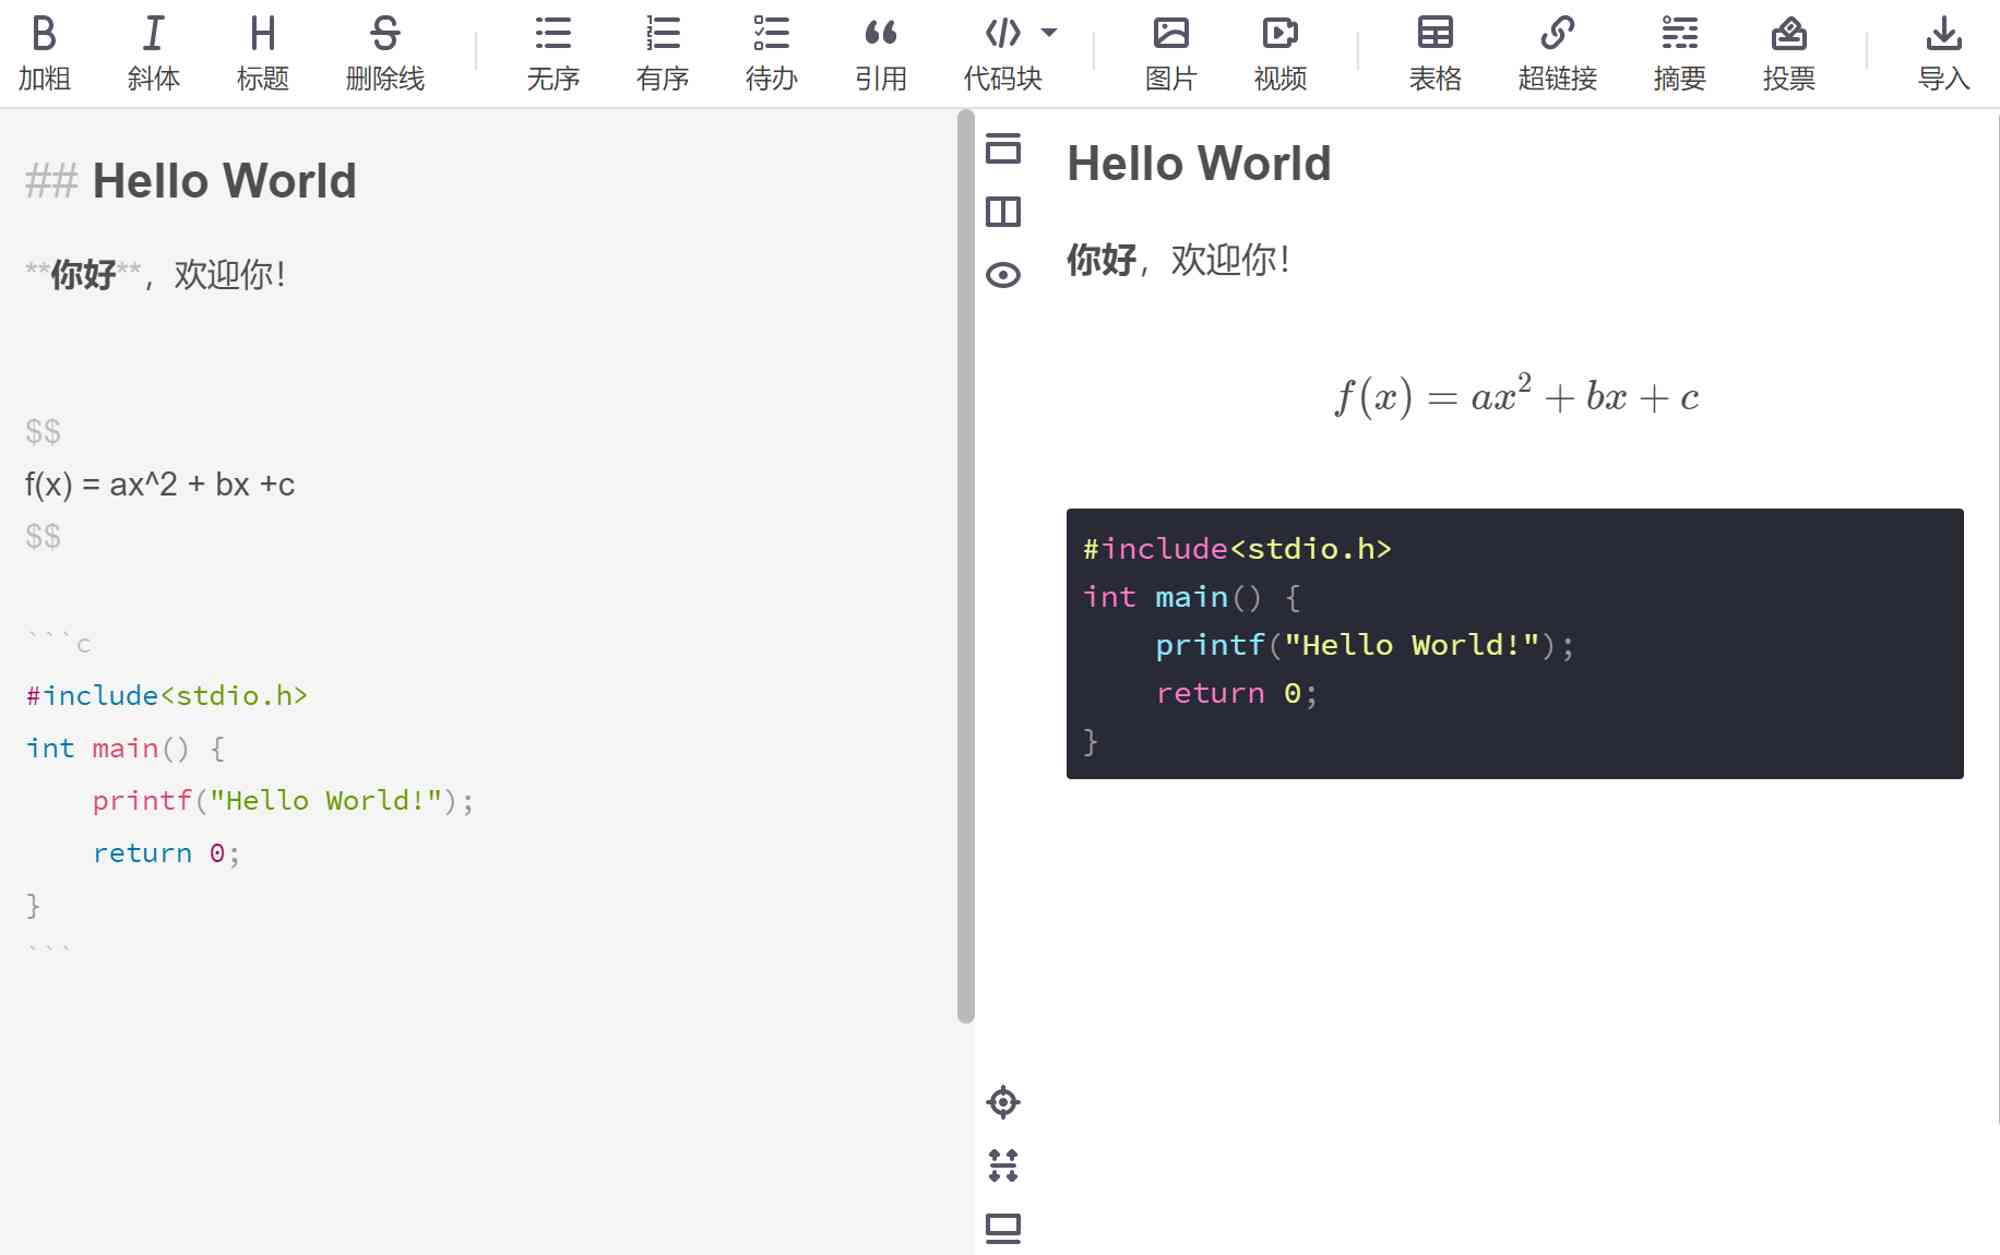 加粗 斜体 标题 删除线 无序 有序 待办 引用 代码块 图片 视频 表格 超链接 摘要 投票 导入
## Hello World
**你好**，欢迎你！
$$
f(x) = ax^2 + bx +c
$$
```c
#include<stdio.h>
int main() {
    printf("Hello World!");
    return 0;
}
```
Hello World
你好，欢迎你！
f(x) = ax² + bx + c
#include<stdio.h>
int main() {
    printf("Hello World!");
    return 0;
}